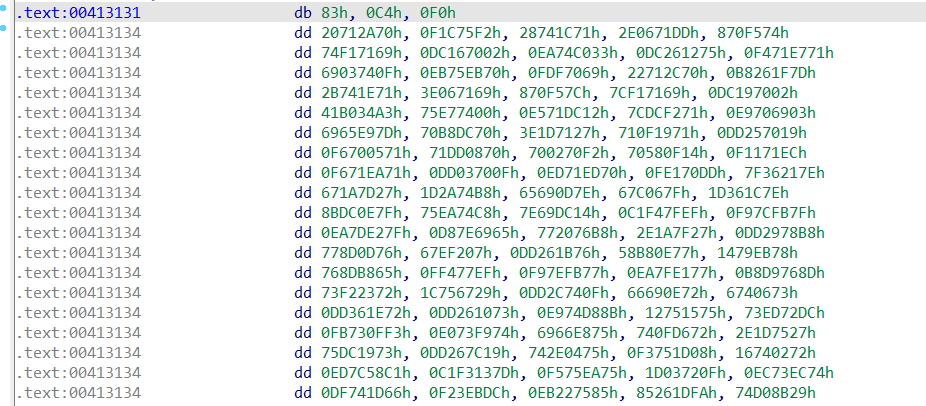 .text:00413131 db 83h, 0C4h, 0F0h
.text:00413134 dd 20712A70h, 0F1C75F2h, 28741C71h, 2E0671DDh, 870F574h
.text:00413134 dd 74F17169h, 0DC167002h, 0EA74C033h, 0DC261275h, 0F471E771h
.text:00413134 dd 6903740Fh, 0EB75EB70h, 0FDF7069h, 22712C70h, 0B8261F7Dh
.text:00413134 dd 2B741E71h, 3E067169h, 870F57Ch, 7CF17169h, 0DC197002h
.text:00413134 dd 41B034A3h, 75E77400h, 0E571DC12h, 7CDCF271h, 0E9706903h
.text:00413134 dd 6965E97Dh, 70B8DC70h, 3E1D7127h, 710F1971h, 0DD257019h
.text:00413134 dd 0F6700571h, 71DD0870h, 700270F2h, 70580F14h, 0F1171ECh
.text:00413134 dd 0F671EA71h, 0DD03700Fh, 0ED71ED70h, 0FE170DDh, 7F36217Eh
.text:00413134 dd 671A7D27h, 1D2A74B8h, 65690D7Eh, 67C067Fh, 1D361C7Eh
.text:00413134 dd 8BDC0E7Fh, 75EA74C8h, 7E69DC14h, 0C1F47FEFh, 0F97CFB7Fh
.text:00413134 dd 0EA7DE27Fh, 0D87E6965h, 772076B8h, 2E1A7F27h, 0DD2978B8h
.text:00413134 dd 778D0D76h, 67EF207h, 0DD261B76h, 58B80E77h, 1479EB78h
.text:00413134 dd 768DB865h, 0FF477EFh, 0F97EFB77h, 0EA7FE177h, 0B8D9768Dh
.text:00413134 dd 73F22372h, 1C756729h, 0DD2C740Fh, 66690E72h, 6740673h
.text:00413134 dd 0DD361E72h, 0DD261073h, 0E974D88Bh, 12751575h, 73ED72DCh
.text:00413134 dd 0FB730FF3h, 0E073F974h, 6966E875h, 740FD672h, 2E1D7527h
.text:00413134 dd 75DC1973h, 0DD267C19h, 742E0475h, 0F3751D08h, 16740272h
.text:00413134 dd 0ED7C58C1h, 0C1F3137Dh, 0F575EA75h, 1D03720Fh, 0EC73EC74h
.text:00413134 dd 0DF741D66h, 0F23EBDCh, 0EB227585h, 85261DFAh, 74D08B29h